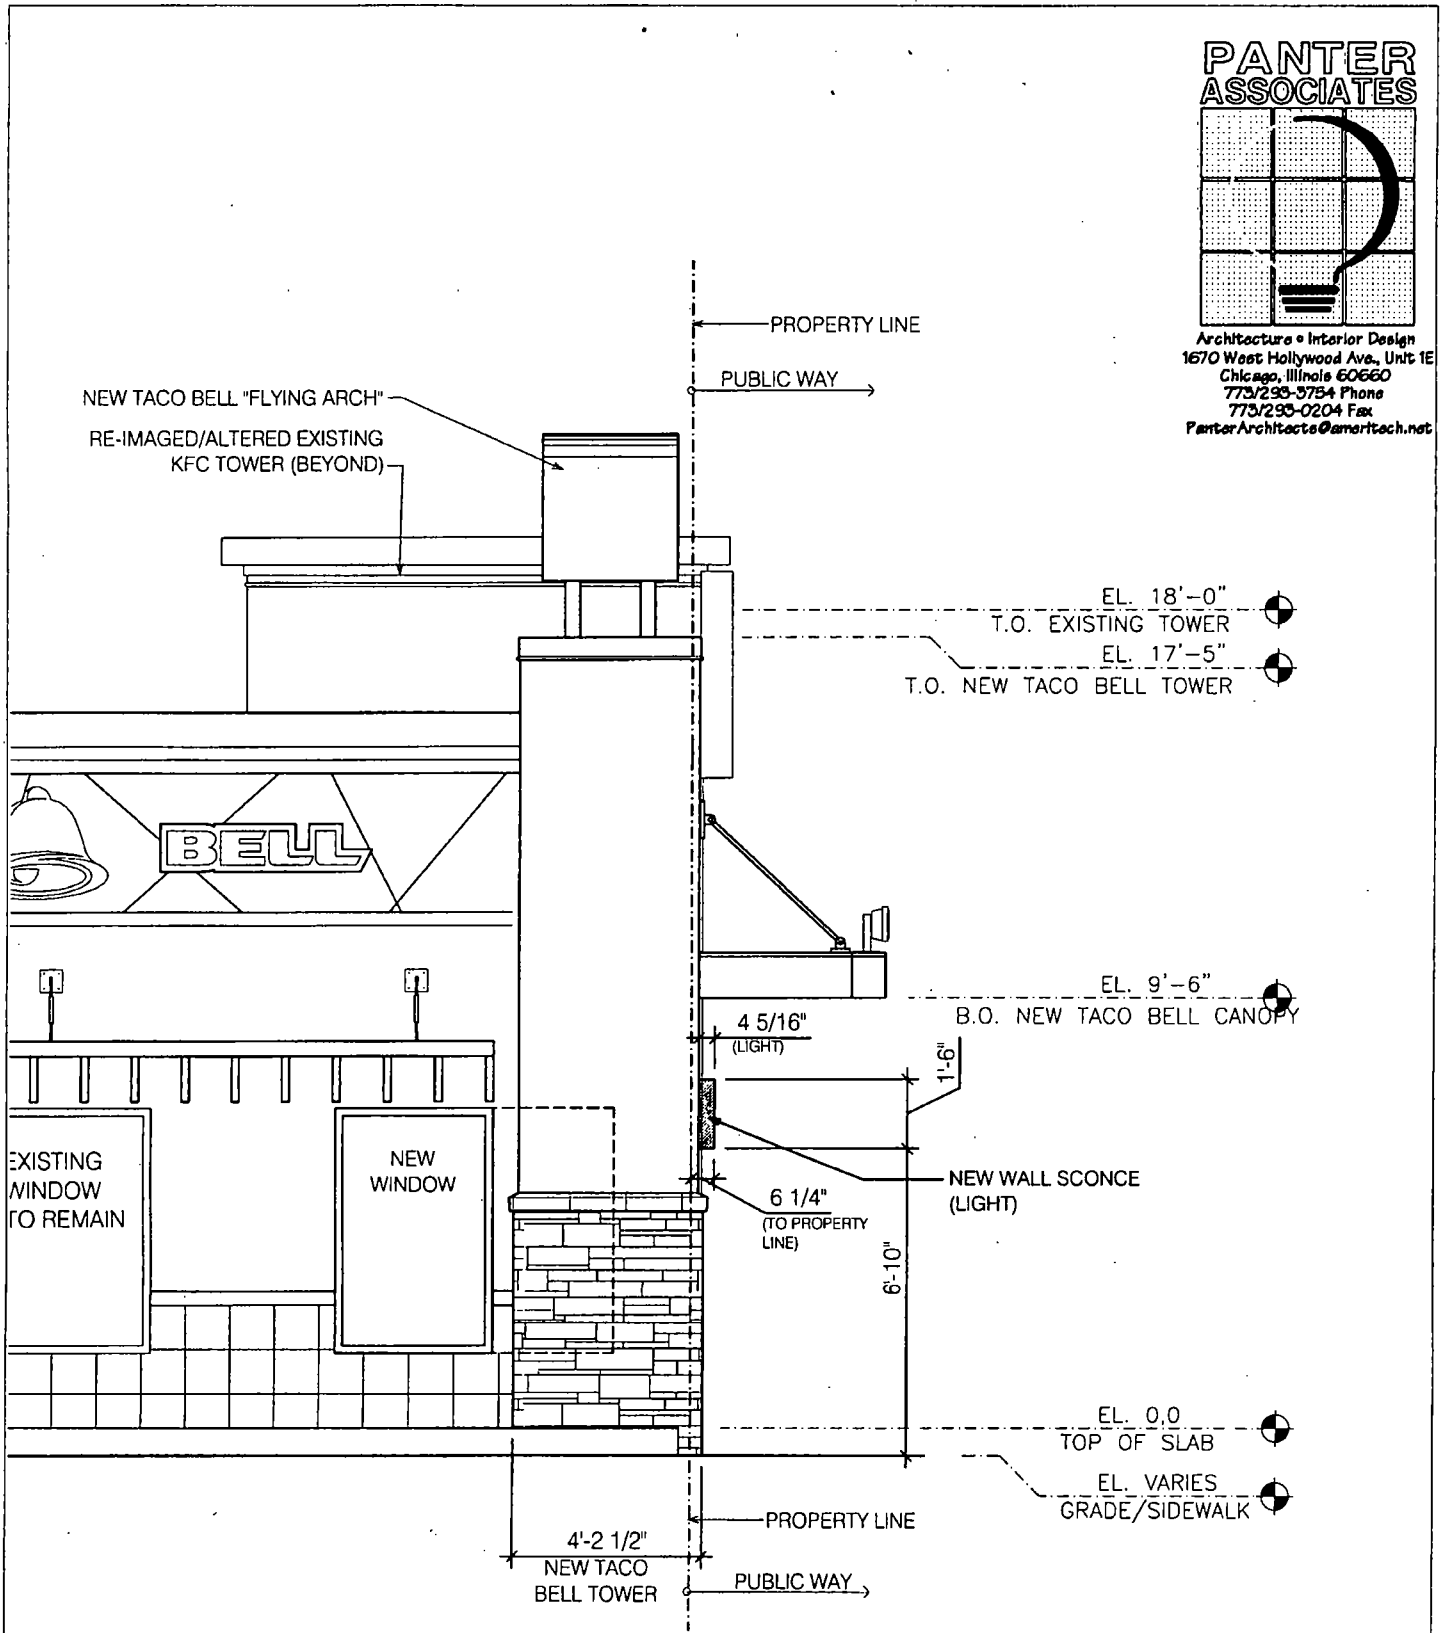 PANTER
ASSOCIATES
Architecture • Interior Design
1670 West Hollywood Ave., Unit 1E
Chicago, Illinois 60660
773/293-3754 Phone
773/293-0204 Fax
PanterArchitects@ameritech.net
PROPERTY LINE
PUBLIC WAY
NEW TACO BELL "FLYING ARCH"
RE-IMAGED/ALTERED EXISTING
KFC TOWER (BEYOND)
EL. 18'-0"
T.O. EXISTING TOWER
EL. 17'-5"
T.O. NEW TACO BELL TOWER
BELL
EL. 9'-6"
B.O. NEW TACO BELL CANOPY
4 5/16"
(LIGHT)
1'-6"
EXISTING
WINDOW
TO REMAIN
NEW
WINDOW
NEW WALL SCONCE
(LIGHT)
6 1/4"
(TO PROPERTY
LINE)
6'-10"
EL. 0,0
TOP OF SLAB
EL. VARIES
GRADE/SIDEWALK
PROPERTY LINE
4'-2 1/2"
NEW TACO
BELL TOWER
PUBLIC WAY